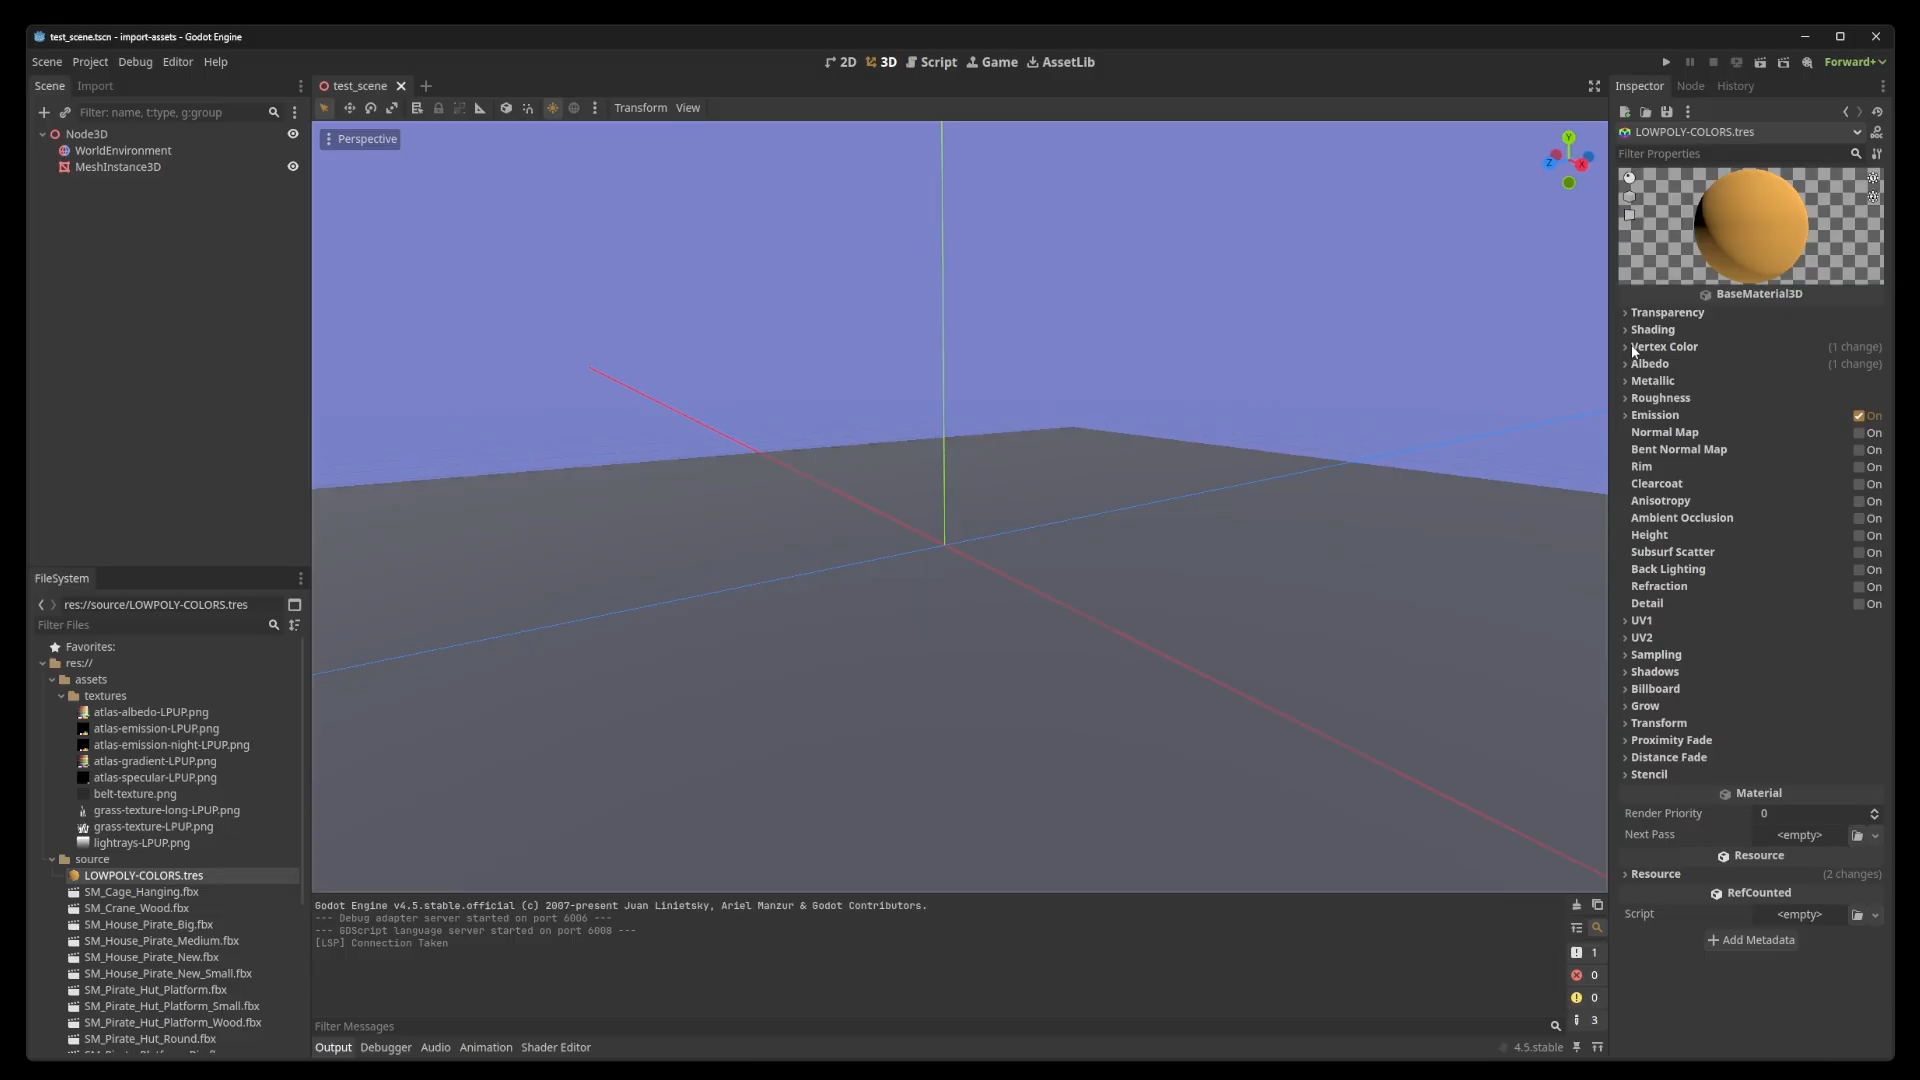 test_scene.tscn - import-assets - Godot Engine
Scene Project Debug Editor Help
2D 3D Script Game AssetLib
Forward+
Scene Import
test_scene
Inspector Node History
Filter: name, t:type, g:group
Transform View
Node3D
WorldEnvironment
MeshInstance3D
Perspective
Y
Z
X
LOWPOLY-COLORS.tres
Filter Properties
BaseMaterial3D
Transparency
Shading
Vertex Color (1 change)
Albedo (1 change)
Metallic
Roughness
Emission On
Normal Map On
Bent Normal Map On
Rim On
Clearcoat On
Anisotropy On
Ambient Occlusion On
Height On
Subsurf Scatter On
Back Lighting On
Refraction On
Detail On
UV1
UV2
Sampling
Shadows
Billboard
Grow
Transform
Proximity Fade
Distance Fade
Stencil
Material
Render Priority 0
Next Pass <empty>
Resource
Resource (2 changes)
RefCounted
Script <empty>
Add Metadata
FileSystem
res://source/LOWPOLY-COLORS.tres
Filter Files
Favorites:
res://
assets
textures
atlas-albedo-LPUP.png
atlas-emission-LPUP.png
atlas-emission-night-LPUP.png
atlas-gradient-LPUP.png
atlas-specular-LPUP.png
belt-texture.png
grass-texture-long-LPUP.png
grass-texture-LPUP.png
lightrays-LPUP.png
source
LOWPOLY-COLORS.tres
SM_Cage_Hanging.fbx
SM_Crane_Wood.fbx
SM_House_Pirate_Big.fbx
SM_House_Pirate_Medium.fbx
SM_House_Pirate_New.fbx
SM_House_Pirate_New_Small.fbx
SM_Pirate_Hut_Platform.fbx
SM_Pirate_Hut_Platform_Small.fbx
SM_Pirate_Hut_Platform_Wood.fbx
SM_Pirate_Hut_Round.fbx
Godot Engine v4.5.stable.official (c) 2007-present Juan Linietsky, Ariel Manzur & Godot Contributors.
--- Debug adapter server started on port 6006 ---
--- GDScript language server started on port 6008 ---
[LSP] Connection Taken
1
0
0
3
Filter Messages
Output Debugger Audio Animation Shader Editor
4.5.stable